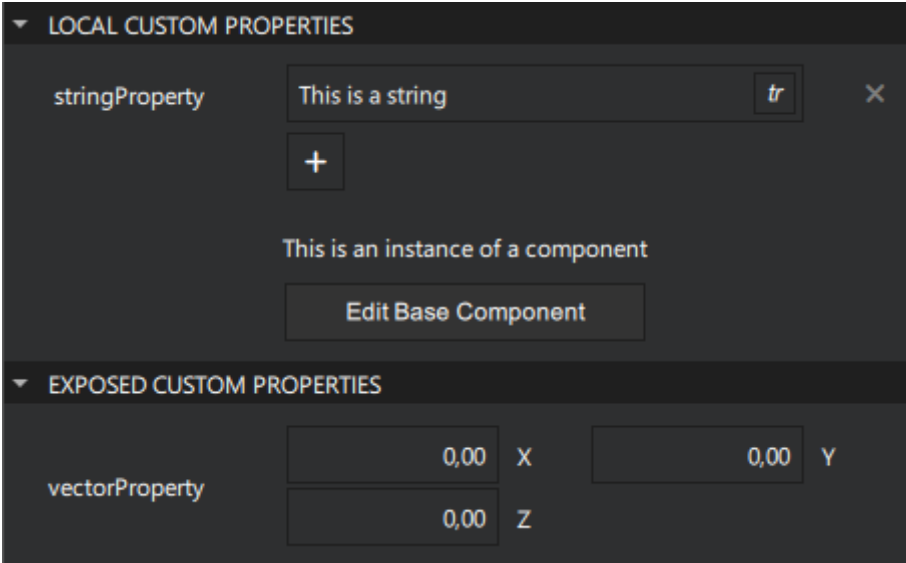 LOCAL CUSTOM PROPERTIES
stringProperty This is a string tr ×
+
This is an instance of a component
Edit Base Component
EXPOSED CUSTOM PROPERTIES
0,00 X 0,00 Y
vectorProperty
0,00 Z